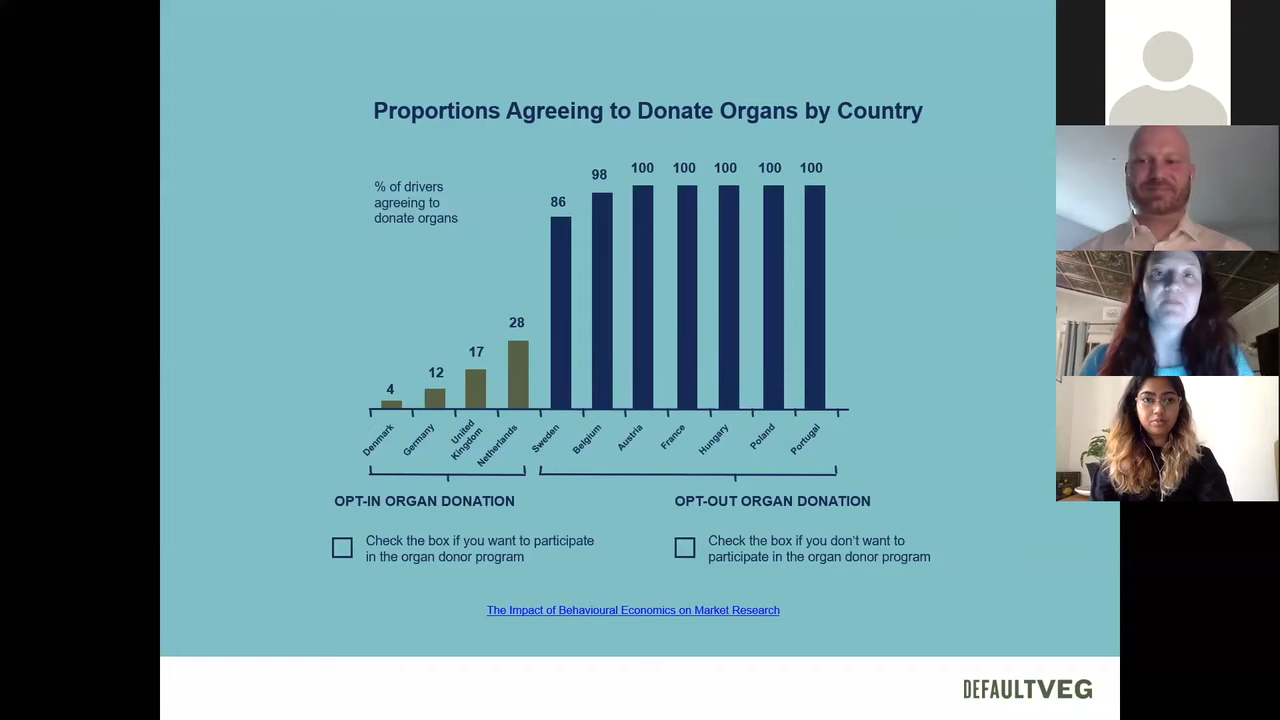 Proportions Agreeing to Donate Organs by Country
% of drivers
agreeing to
donate organs
4
12
17
28
86
98
100
100
100
100
100
Denmark
Germany
United
Kingdom
Netherlands
Sweden
Belgium
Austria
France
Hungary
Poland
Portugal
OPT-IN ORGAN DONATION
Check the box if you want to participate
in the organ donor program
OPT-OUT ORGAN DONATION
Check the box if you don't want to
participate in the organ donor program
The Impact of Behavioural Economics on Market Research
DEFAULTVEG